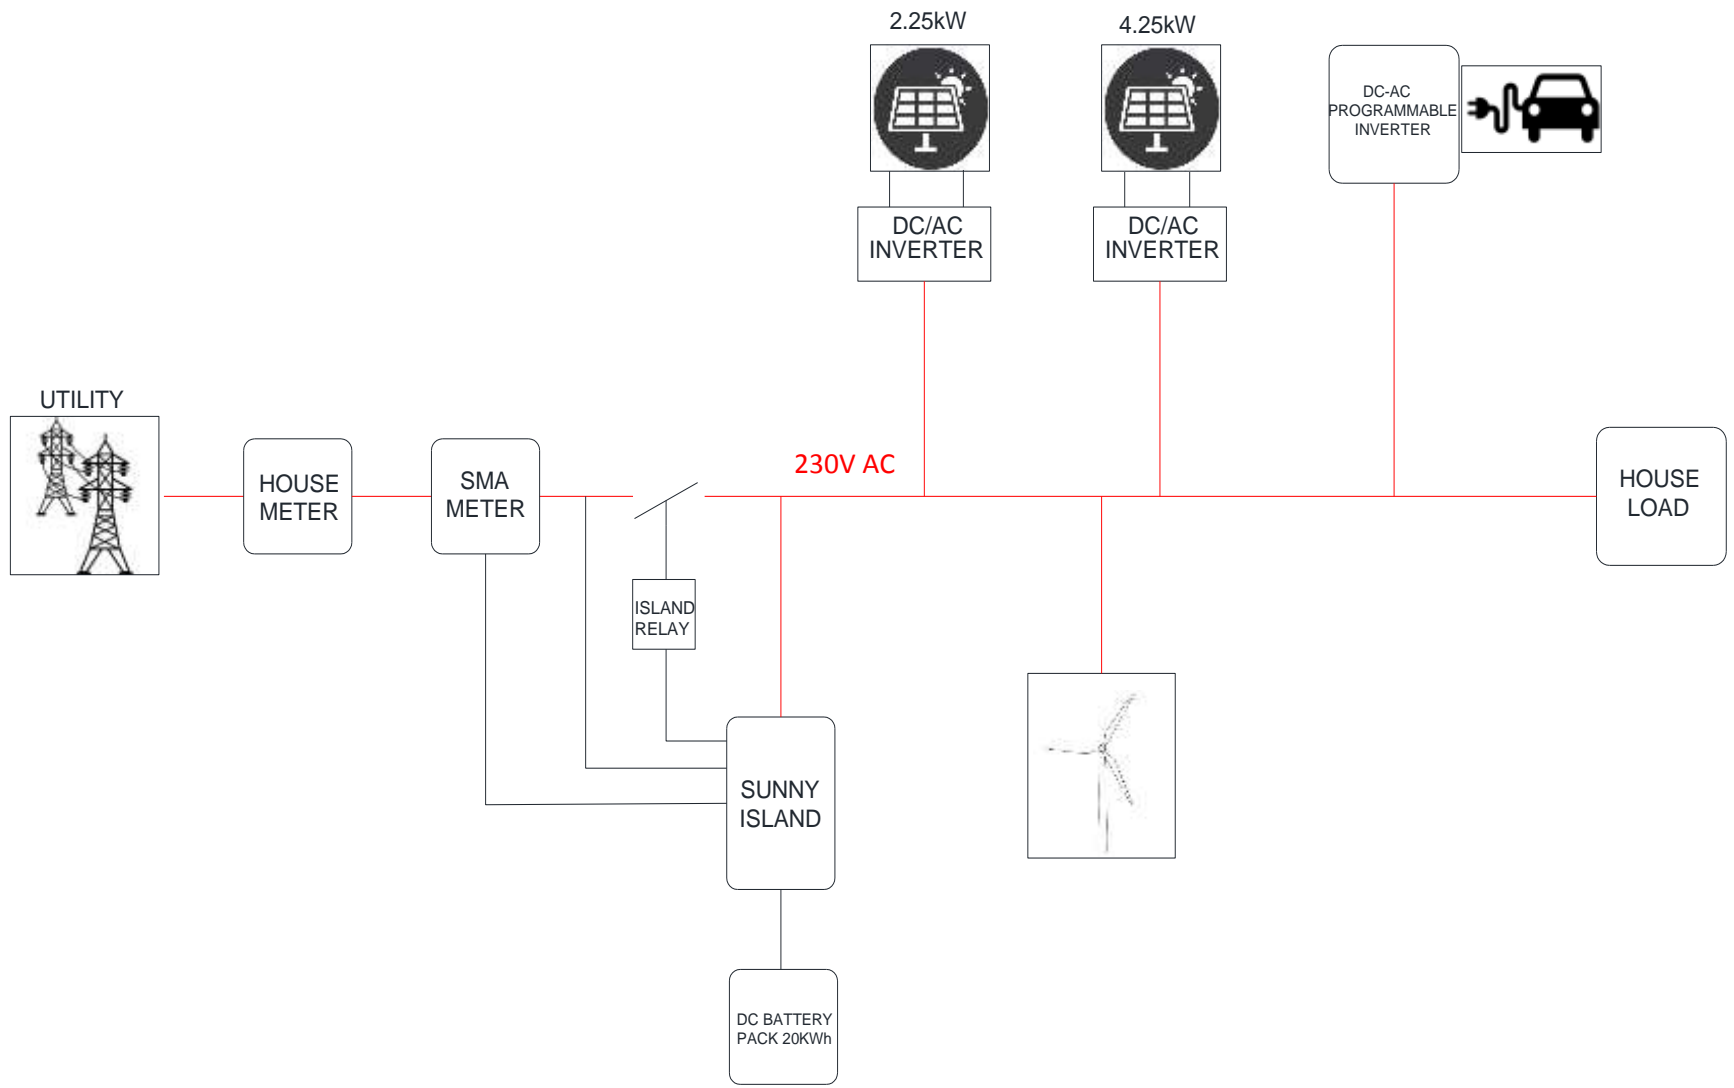 2.25kW
4.25kW
DC-AC
PROGRAMMABLE
INVERTER
DC/AC
INVERTER
DC/AC
INVERTER
UTILITY
HOUSE
METER
SMA
METER
230V AC
HOUSE
LOAD
ISLAND
RELAY
SUNNY
ISLAND
DC BATTERY
PACK 20KWh